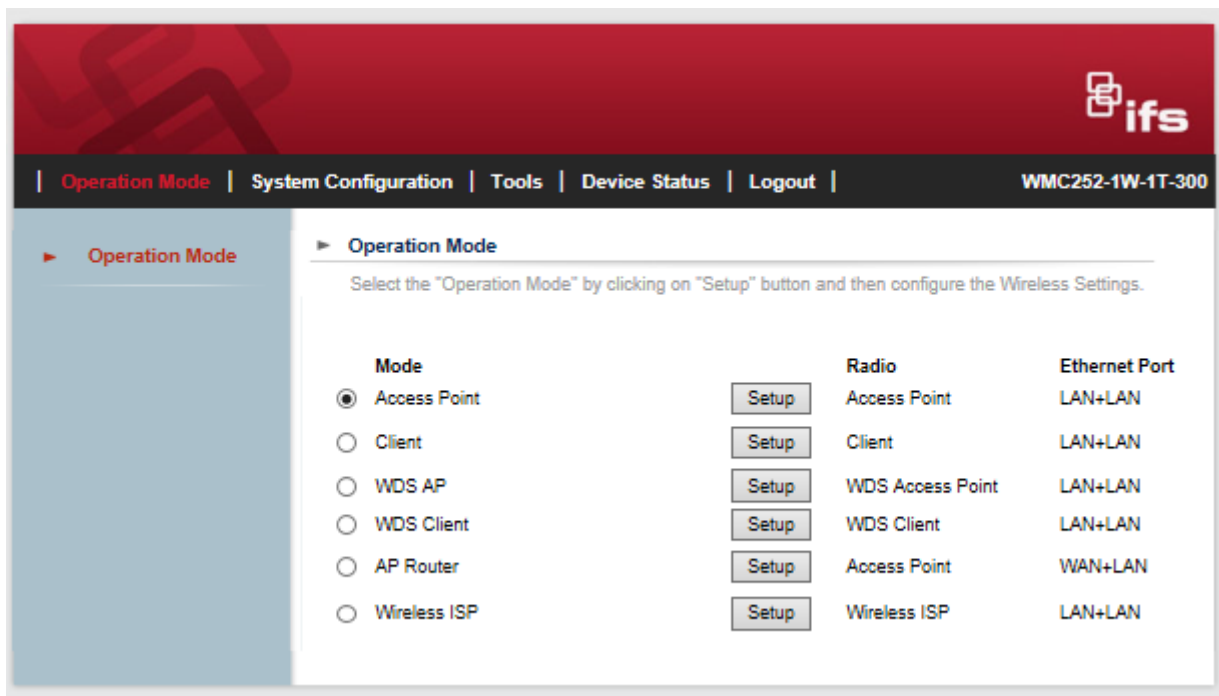 ifs
| Operation Mode | System Configuration | Tools | Device Status | Logout | WMC252-1W-1T-300
Operation Mode
Operation Mode
Select the "Operation Mode" by clicking on "Setup" button and then configure the Wireless Settings.
Mode Radio Ethernet Port
Access Point Setup Access Point LAN+LAN
Client Setup Client LAN+LAN
WDS AP Setup WDS Access Point LAN+LAN
WDS Client Setup WDS Client LAN+LAN
AP Router Setup Access Point WAN+LAN
Wireless ISP Setup Wireless ISP LAN+LAN